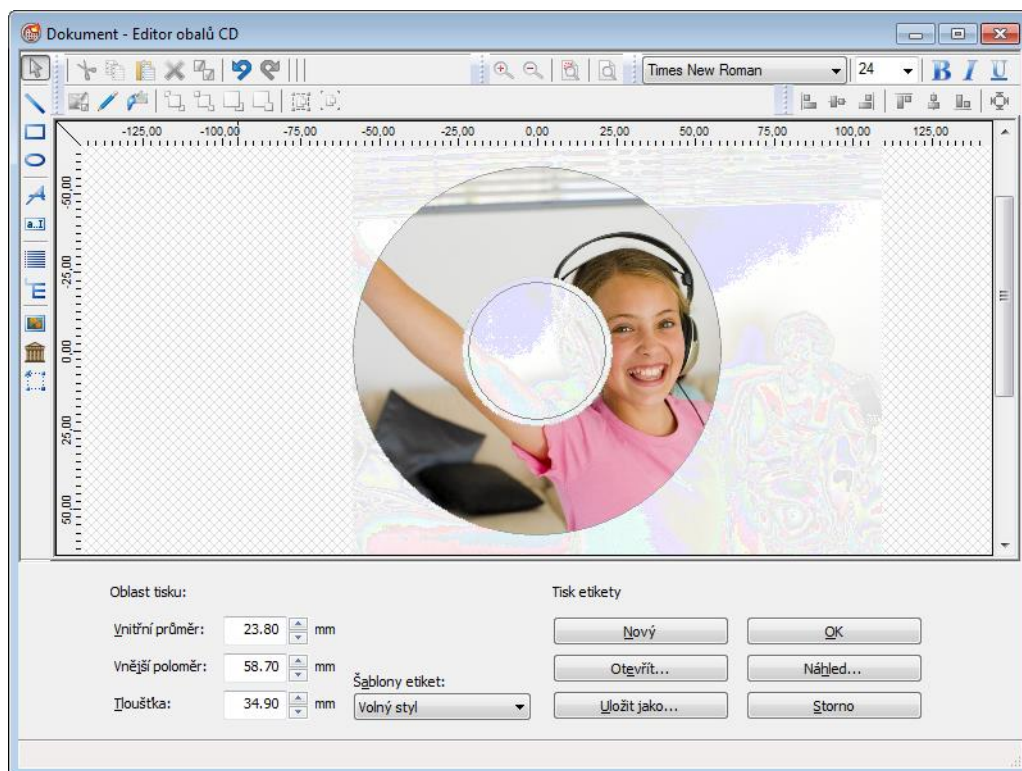 Dokument - Editor obalů CD
Times New Roman
24
B I U
-125,00 -100,00 -75,00 -50,00 -25,00 0,00 25,00 50,00 75,00 100,00 125,00
-50,00
-25,00
0,00
25,00
50,00
a..I
E
Oblast tisku:
Tisk etikety
Vnitřní průměr: 23.80 mm
Nový
OK
Vnější poloměr: 58.70 mm
Šablony etiket:
Otevřít...
Náhled...
Tloušťka: 34.90 mm
Volný styl
Uložit jako...
Storno